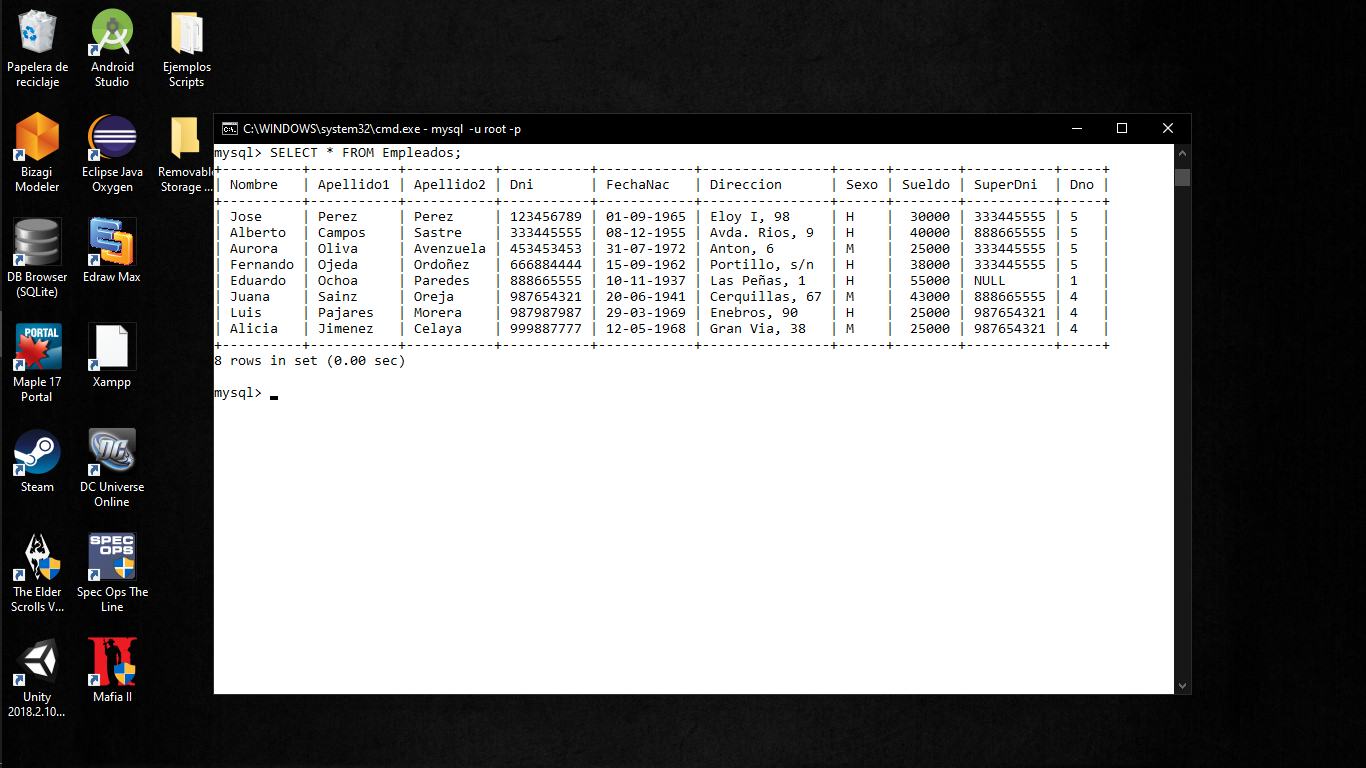 Papelera de
reciclaje
Android
Studio
Ejemplos
Scripts
Bizagi
Modeler
Eclipse Java
Oxygen
Removable
Storage ...
DB Browser
(SQLite)
Edraw Max
PORTAL
Maple 17
Portal
Xampp
Steam
DC
DC Universe
Online
The Elder
Scrolls V...
SPEC
OPS
Spec Ops The
Line
Unity
2018.2.10...
II
Mafia II
C:\WINDOWS\system32\cmd.exe - mysql  -u root -p
mysql> SELECT * FROM Empleados;
+----------+-----------+-----------+-----------+------------+---------------+------+--------+-----------+-----+
| Nombre   | Apellido1 | Apellido2 | Dni       | FechaNac   | Direccion     | Sexo | Sueldo | SuperDni  | Dno |
+----------+-----------+-----------+-----------+------------+---------------+------+--------+-----------+-----+
| Jose     | Perez     | Perez     | 123456789 | 01-09-1965 | Eloy I, 98    | H    |  30000 | 333445555 | 5   |
| Alberto  | Campos    | Sastre    | 333445555 | 08-12-1955 | Avda. Rios, 9 | H    |  40000 | 888665555 | 5   |
| Aurora   | Oliva     | Avenzuela | 453453453 | 31-07-1972 | Anton, 6      | M    |  25000 | 333445555 | 5   |
| Fernando | Ojeda     | Ordoñez   | 666884444 | 15-09-1962 | Portillo, s/n | H    |  38000 | 333445555 | 5   |
| Eduardo  | Ochoa     | Paredes   | 888665555 | 10-11-1937 | Las Peñas, 1  | H    |  55000 | NULL      | 1   |
| Juana    | Sainz     | Oreja     | 987654321 | 20-06-1941 | Cerquillas, 67 | M    |  43000 | 888665555 | 4   |
| Luis     | Pajares   | Morera    | 987987987 | 29-03-1969 | Enebros, 90   | H    |  25000 | 987654321 | 4   |
| Alicia   | Jimenez   | Celaya    | 999887777 | 12-05-1968 | Gran Via, 38  | M    |  25000 | 987654321 | 4   |
+----------+-----------+-----------+-----------+------------+---------------+------+--------+-----------+-----+
8 rows in set (0.00 sec)
mysql> _